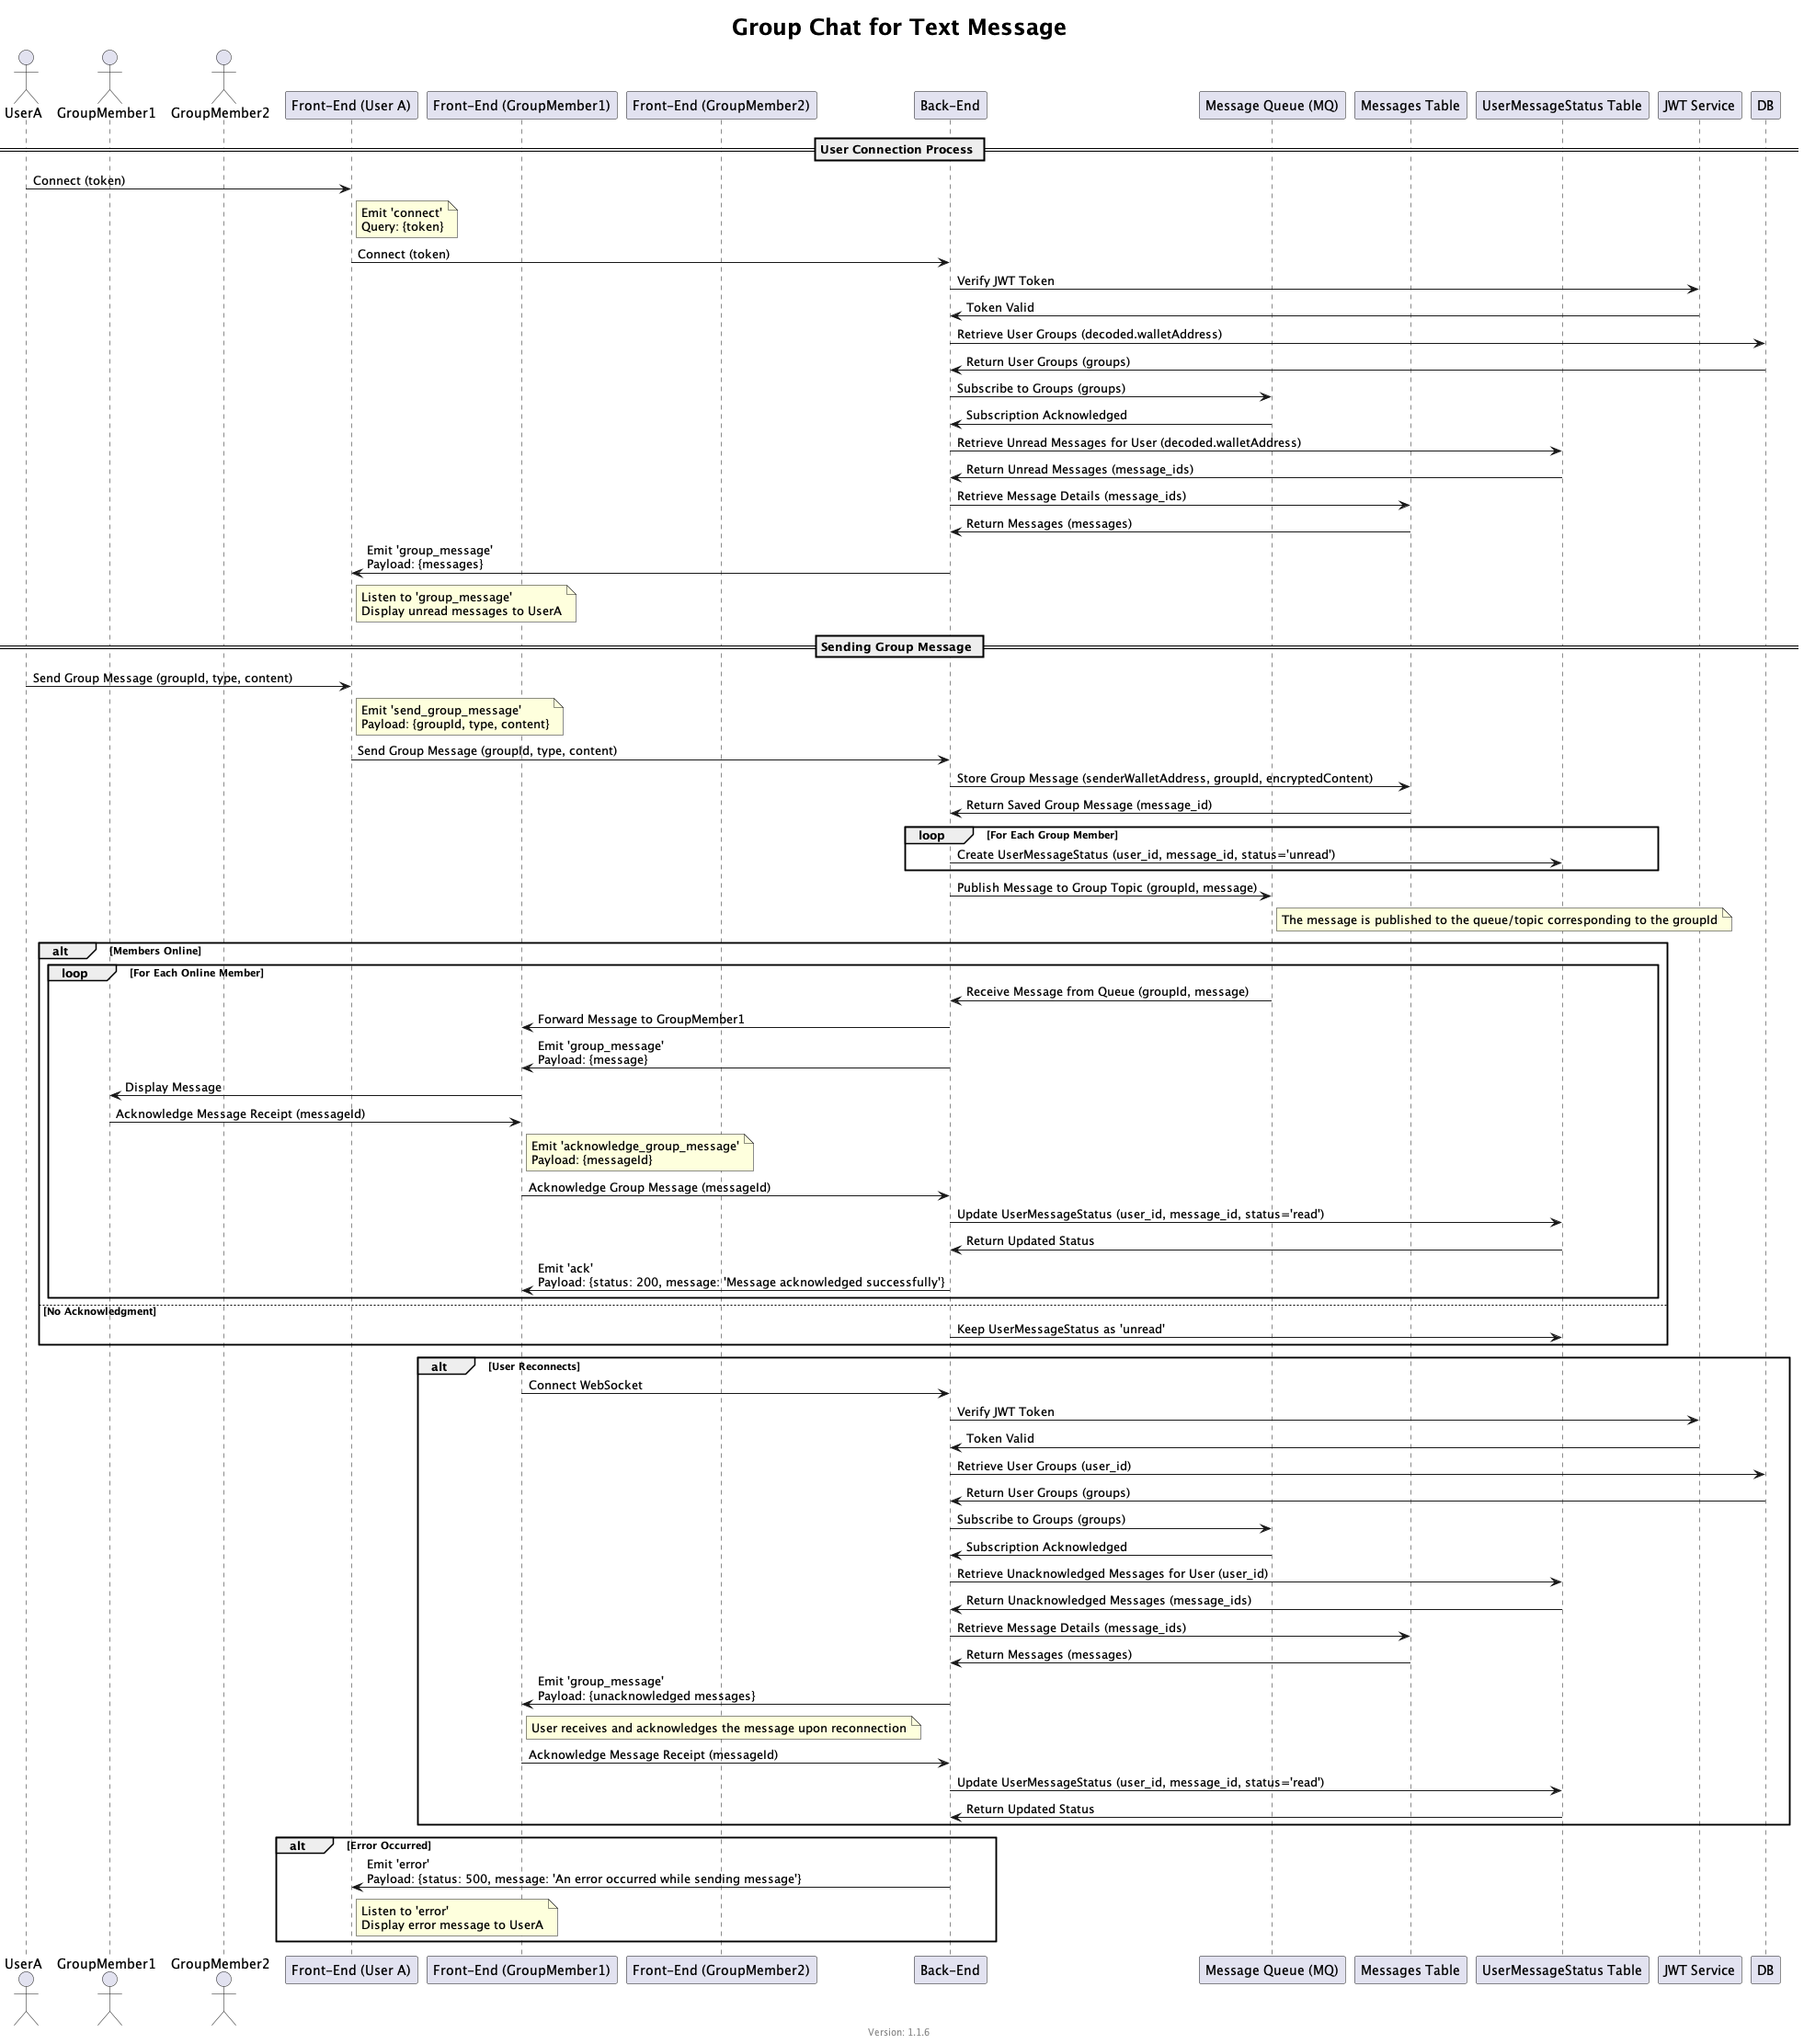 Group Chat for Text Message
UserA
GroupMember1
GroupMember2
Front-End (User A)
Front-End (GroupMember1)
Front-End (GroupMember2)
Back-End
Message Queue (MQ)
Messages Table
UserMessageStatus Table
JWT Service
DB
User Connection Process
Connect (token)
Emit 'connect'
Query: {token}
Connect (token)
Verify JWT Token
Token Valid
Retrieve User Groups (decoded.walletAddress)
Return User Groups (groups)
Subscribe to Groups (groups)
Subscription Acknowledged
Retrieve Unread Messages for User (decoded.walletAddress)
Return Unread Messages (message_ids)
Retrieve Message Details (message_ids)
Return Messages (messages)
Emit 'group_message'
Payload: {messages}
Listen to 'group_message'
Display unread messages to UserA
Sending Group Message
Send Group Message (groupId, type, content)
Emit 'send_group_message'
Payload: {groupId, type, content}
Send Group Message (groupId, type, content)
Store Group Message (senderWalletAddress, groupId, encryptedContent)
Return Saved Group Message (message_id)
loop [For Each Group Member]
Create UserMessageStatus (user_id, message_id, status='unread')
Publish Message to Group Topic (groupId, message)
The message is published to the queue/topic corresponding to the groupId
alt [Members Online]
loop [For Each Online Member]
Receive Message from Queue (groupId, message)
Forward Message to GroupMember1
Emit 'group_message'
Payload: {message}
Display Message
Acknowledge Message Receipt (messageId)
Emit 'acknowledge_group_message'
Payload: {messageId}
Acknowledge Group Message (messageId)
Update UserMessageStatus (user_id, message_id, status='read')
Return Updated Status
Emit 'ack'
Payload: {status: 200, message: 'Message acknowledged successfully'}
[No Acknowledgment]
Keep UserMessageStatus as 'unread'
alt [User Reconnects]
Connect WebSocket
Verify JWT Token
Token Valid
Retrieve User Groups (user_id)
Return User Groups (groups)
Subscribe to Groups (groups)
Subscription Acknowledged
Retrieve Unacknowledged Messages for User (user_id)
Return Unacknowledged Messages (message_ids)
Retrieve Message Details (message_ids)
Return Messages (messages)
Emit 'group_message'
Payload: {unacknowledged messages}
User receives and acknowledges the message upon reconnection
Acknowledge Message Receipt (messageId)
Update UserMessageStatus (user_id, message_id, status='read')
Return Updated Status
alt [Error Occurred]
Emit 'error'
Payload: {status: 500, message: 'An error occurred while sending message'}
Listen to 'error'
Display error message to UserA
UserA
GroupMember1
GroupMember2
Front-End (User A)
Front-End (GroupMember1)
Front-End (GroupMember2)
Back-End
Message Queue (MQ)
Messages Table
UserMessageStatus Table
JWT Service
DB
Version: 1.1.6